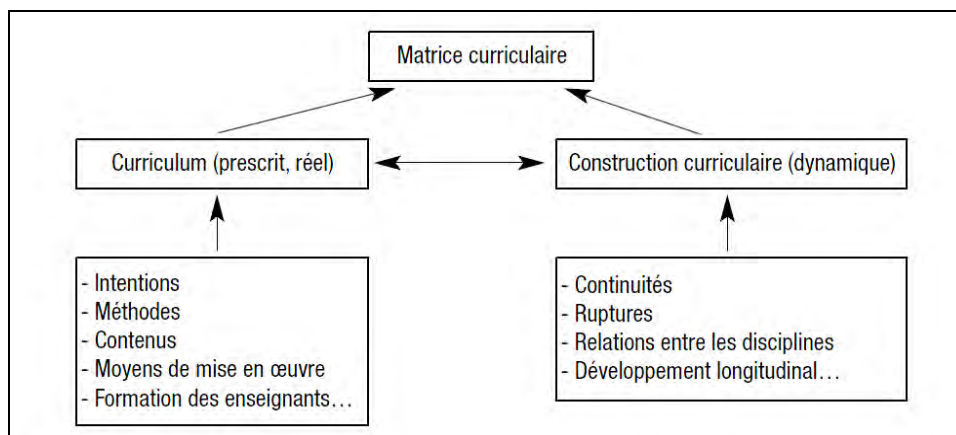 Matrice curriculaire
Curriculum (prescrit, réel)
Construction curriculaire (dynamique)
- Intentions
- Méthodes
- Contenus
- Moyens de mise en œuvre
- Formation des enseignants…
- Continuités
- Ruptures
- Relations entre les disciplines
- Développement longitudinal…